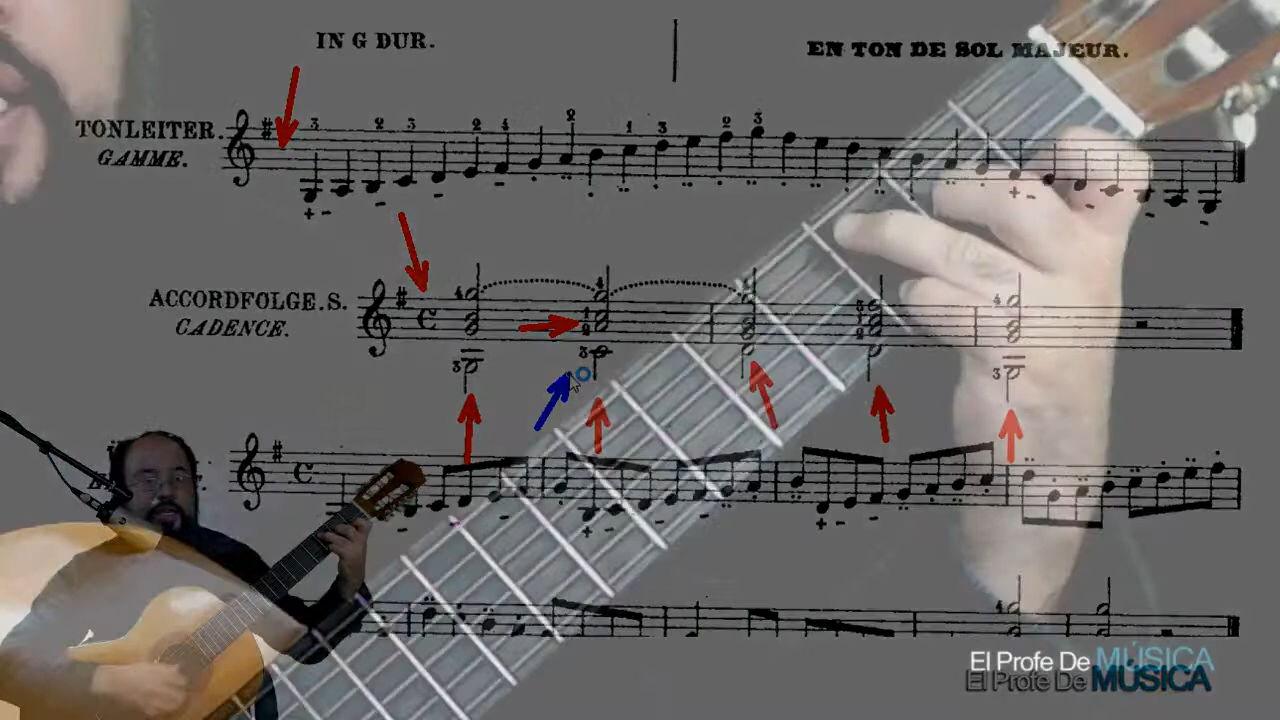 IN G DUR.
EN TON DE SOL MAJEUR.
TONLEITER.
GAMME.
ACCORDFOLGE.S.
CADENCE.
El Profe De MÚSICA
El Profe De MÚSICA